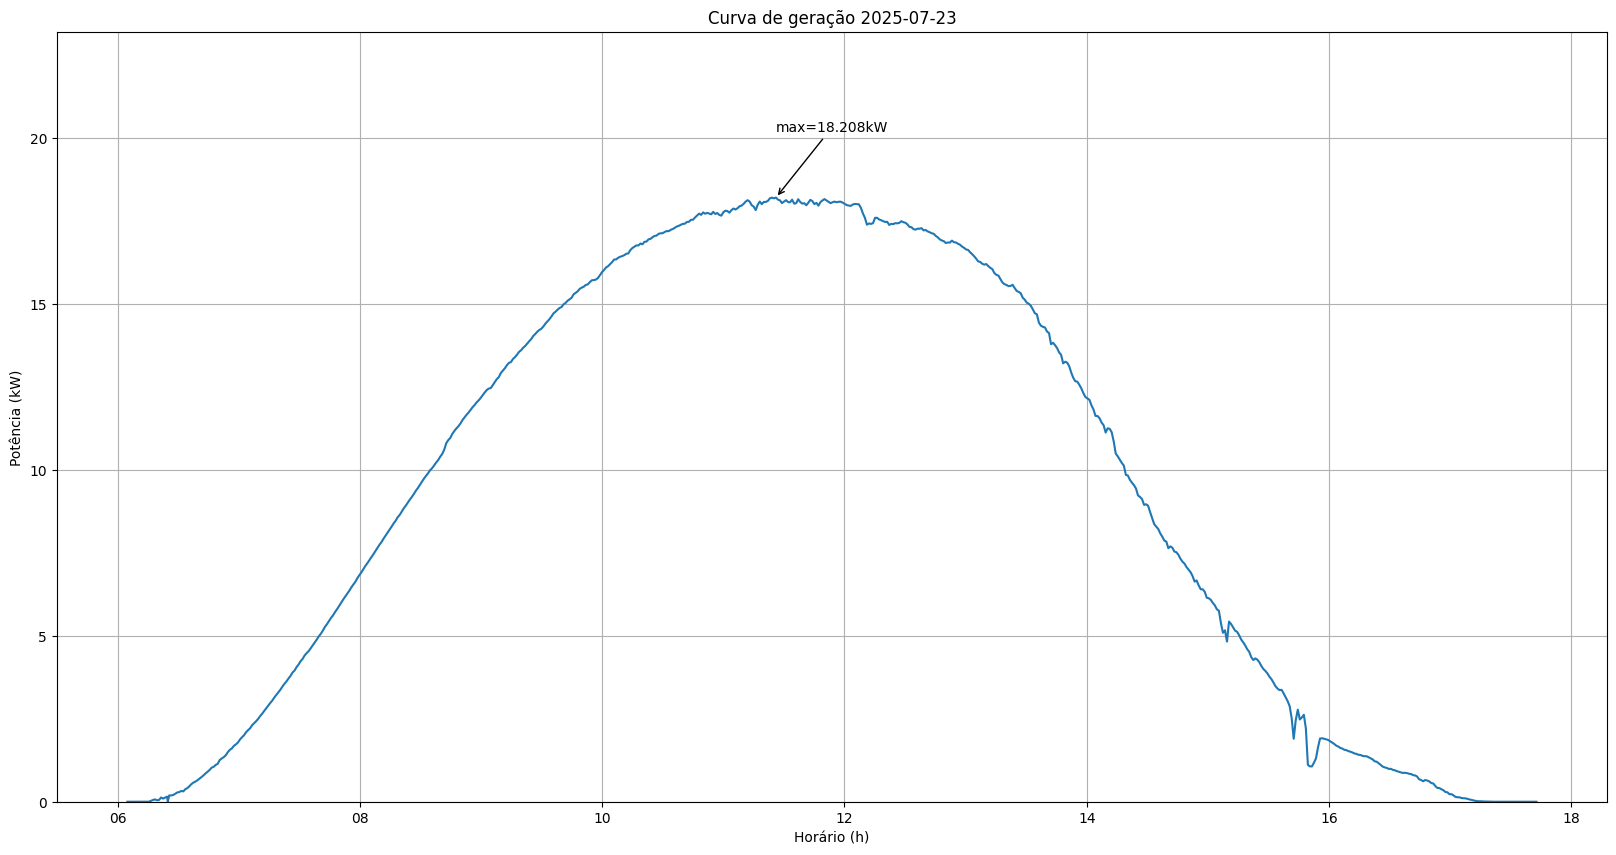 Curva de geração 2025-07-23
max=18.208kW
Potência (kW)
20
15
10
5
0
06 08 10 12 14 16 18
Horário (h)